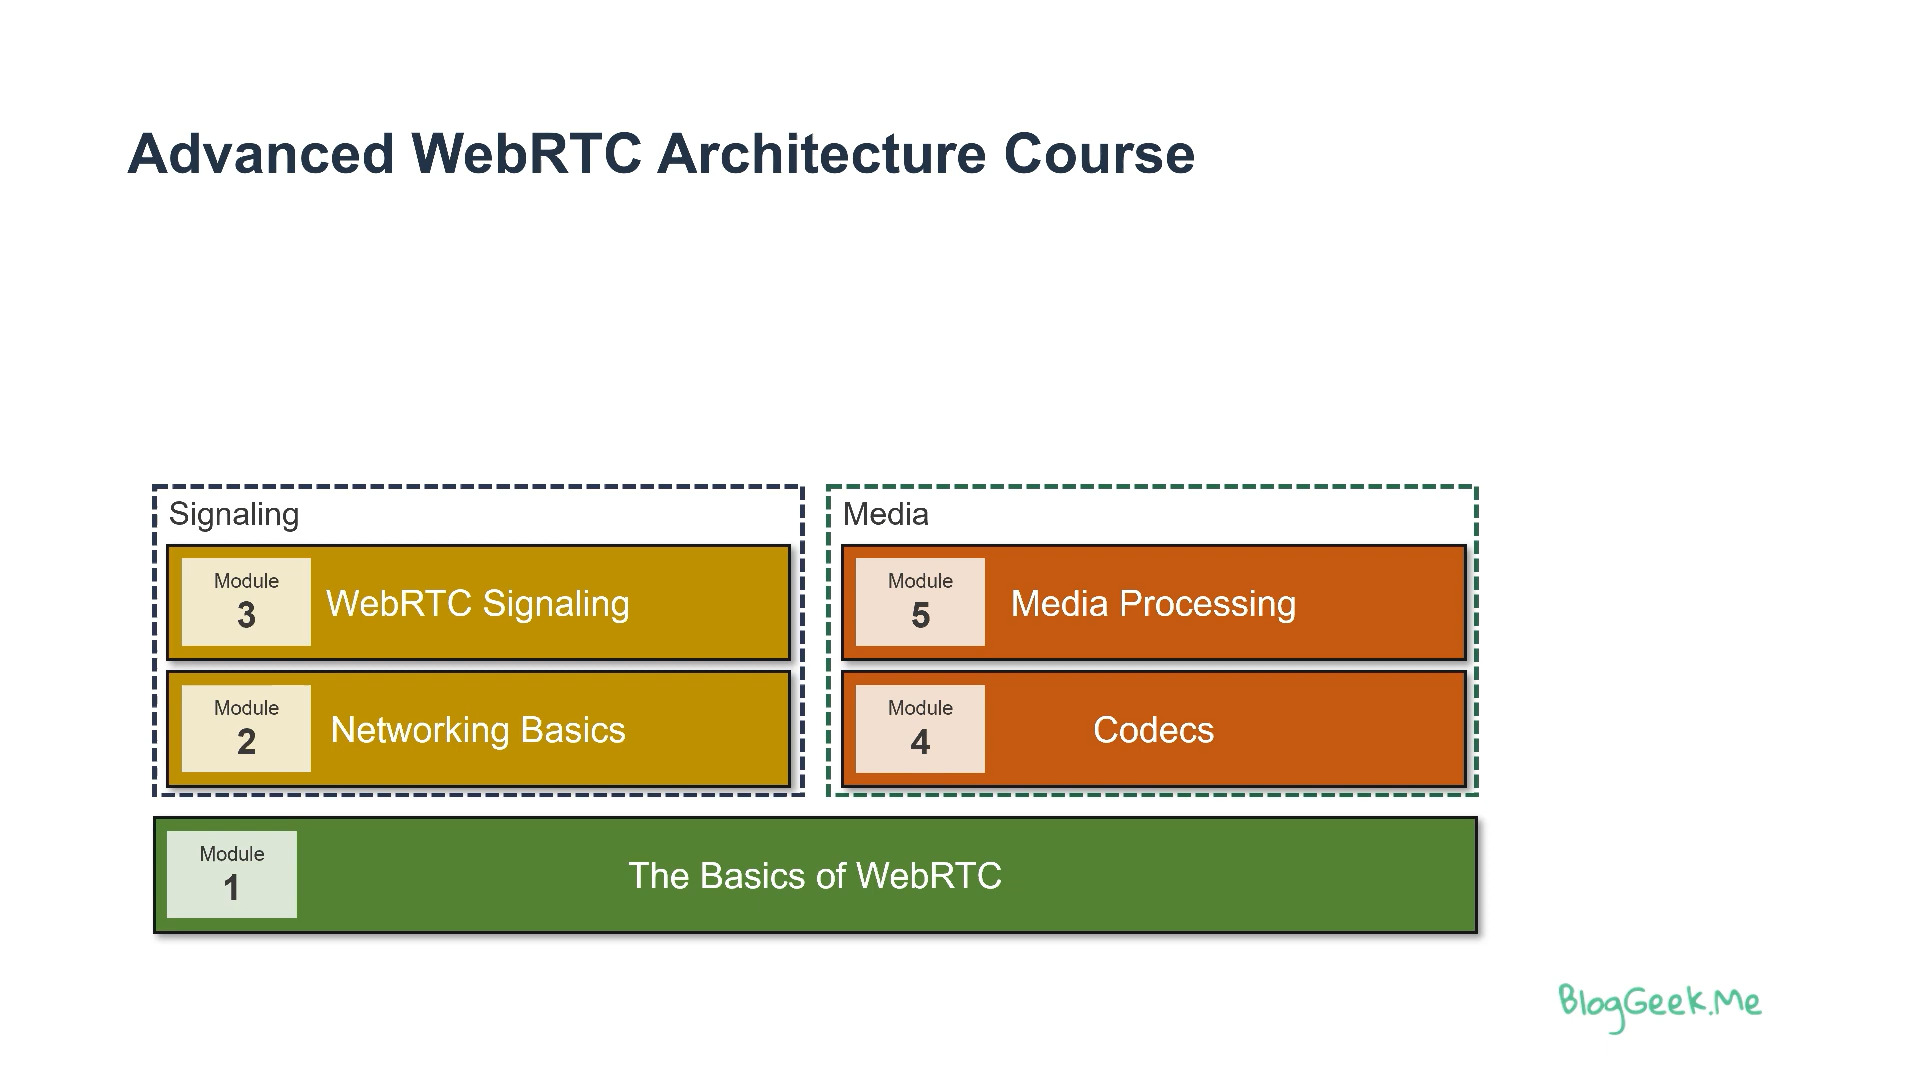 Advanced WebRTC Architecture Course
Signaling
Module
3
WebRTC Signaling
Module
2
Networking Basics
Media
Module
5
Media Processing
Module
4
Codecs
Module
1
The Basics of WebRTC
BlogGeek.Me